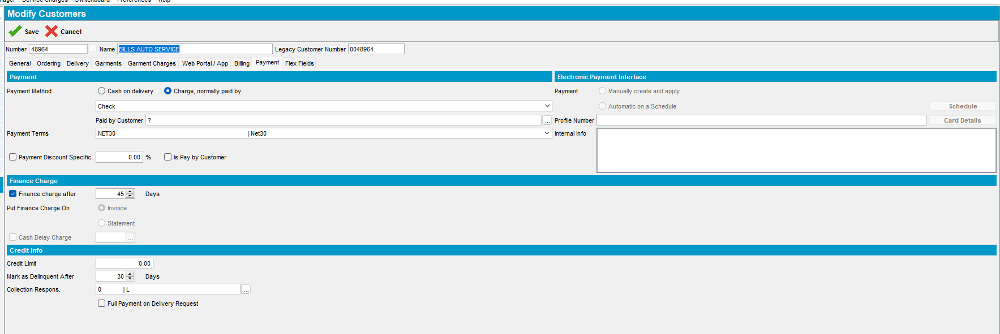 Service Charges Switchboard Preferences Help
Modify Customers
Save Cancel
Number 48964 ... Name BILLS AUTO SERVICE Legacy Customer Number 0048964
General Ordering Delivery Garments Garment Charges Web Portal / App Billing Payment Flex Fields
Payment Electronic Payment Interface
Payment Method Cash on delivery Charge, normally paid by Payment Manually create and apply
Check Automatic on a Schedule Schedule
Paid by Customer ? ... Profile Number Card Details
Payment Terms NET30 | Net30 Internal Info
Payment Discount Specific 0.00 % Is Pay by Customer
Finance Charge
Finance charge after 45 Days
Put Finance Charge On Invoice
Statement
Cash Delay Charge ...
Credit Info
Credit Limit 0.00
Mark as Delinquent After 30 Days
Collection Respons. 0 | L ...
Full Payment on Delivery Request